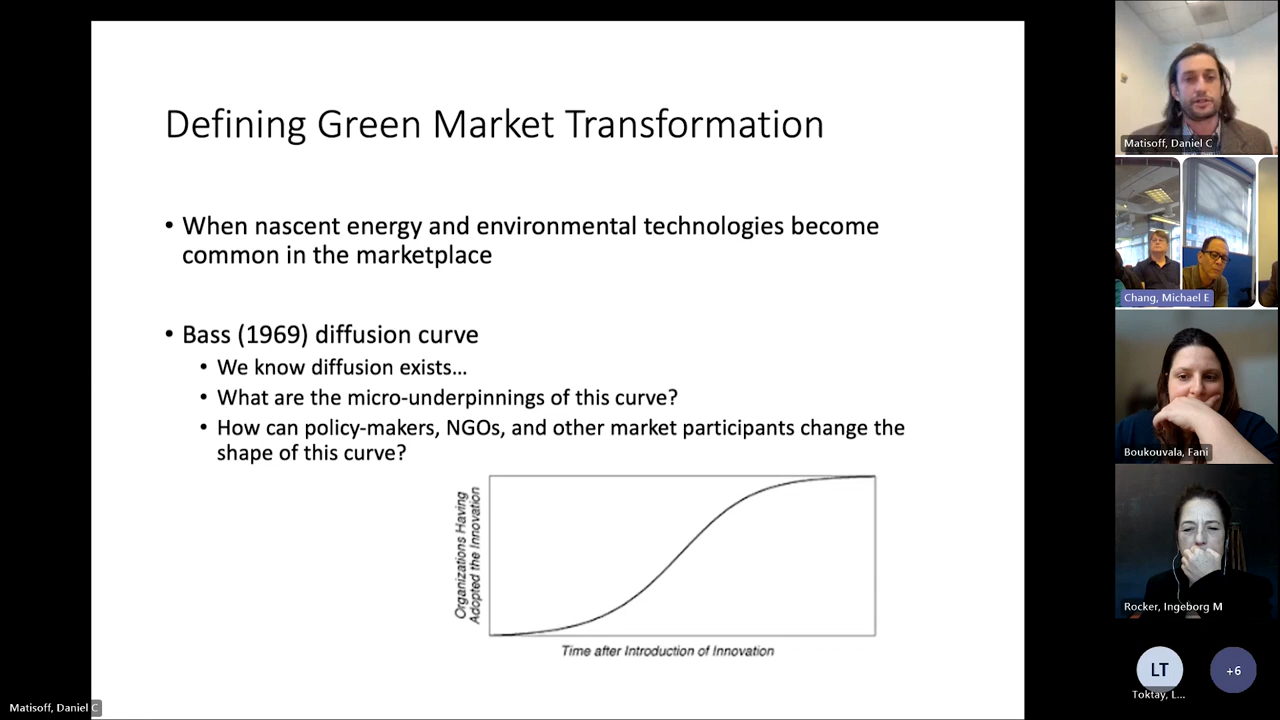 Defining Green Market Transformation
• When nascent energy and environmental technologies become
common in the marketplace
• Bass (1969) diffusion curve
• We know diffusion exists...
• What are the micro-underpinnings of this curve?
• How can policy-makers, NGOs, and other market participants change the
shape of this curve?
Organizations Having
Adopted the Innovation
Time after Introduction of Innovation
Matisoff, Daniel C
Matisoff, Daniel C
Chang, Michael E
Boukouvala, Fani
Rocker, Ingeborg M
LT
+6
Toktay, L...